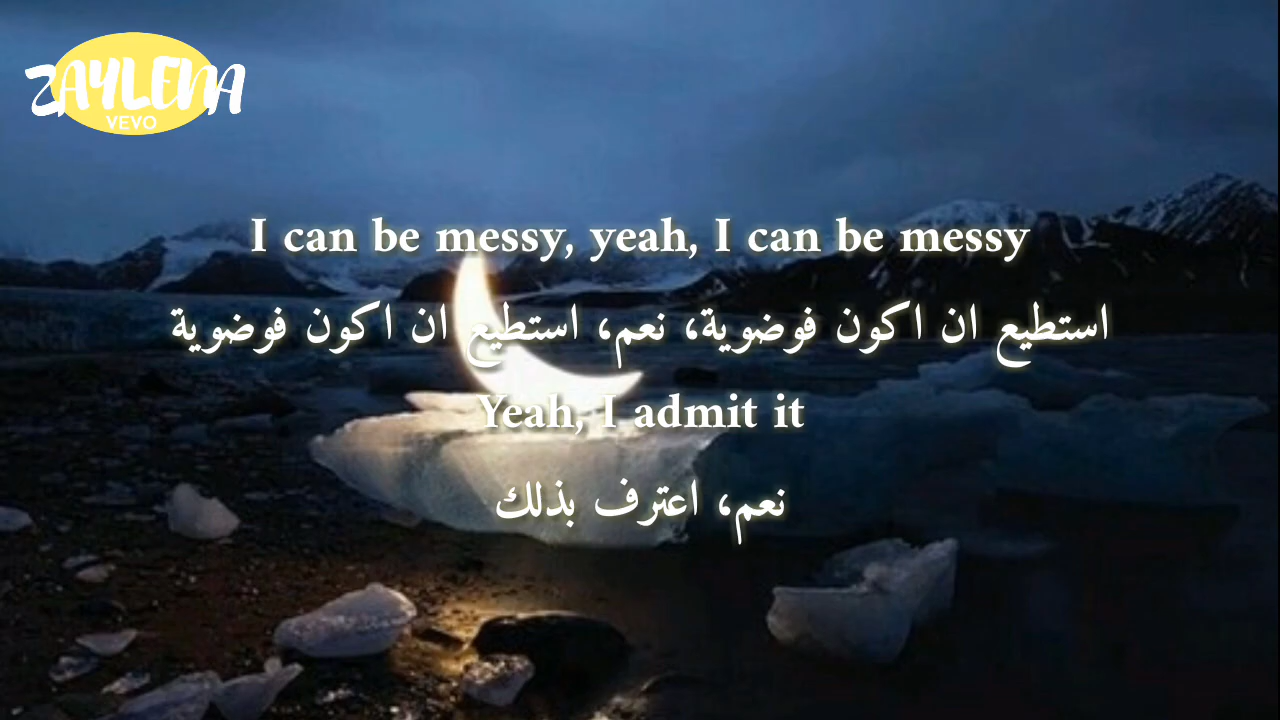 ZAYLENA
VEVO
I can be messy, yeah, I can be messy
استطيع ان اكون فوضوية، نعم، استطيع ان اكون فوضوية
Yeah, I admit it
نعم، اعترف بذلك